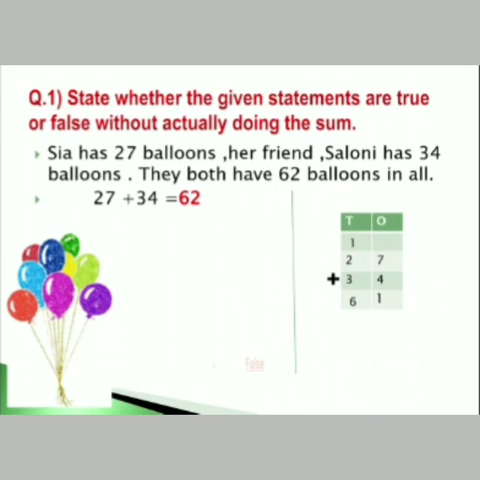 Q.1) State whether the given statements are true
or false without actually doing the sum.
Sia has 27 balloons ,her friend ,Saloni has 34
balloons . They both have 62 balloons in all.
27 +34 =62
T O
1
2 7
+ 3 4
6 1
False